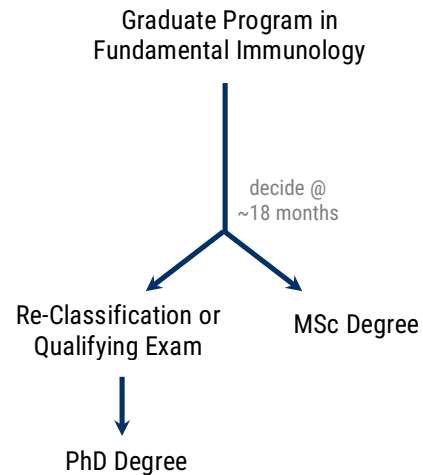 Graduate Program in
Fundamental Immunology
decide @
~18 months
Re-Classification or
Qualifying Exam
MSc Degree
PhD Degree